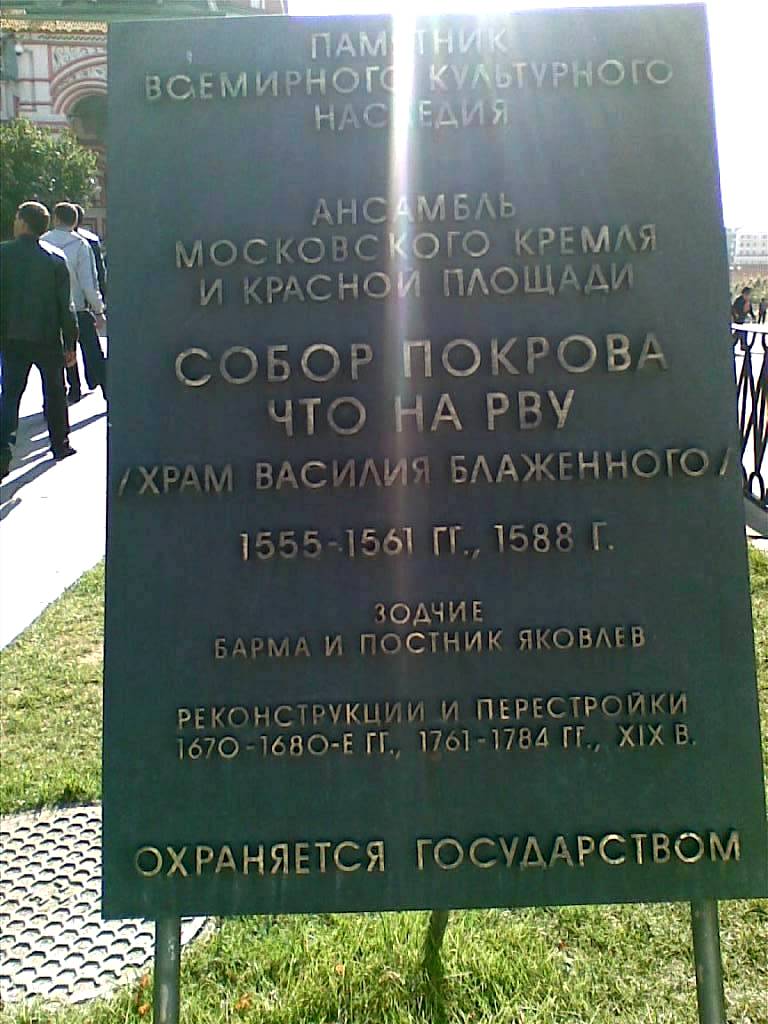 ПАМЯТНИК
ВСЕМИРНОГО КУЛЬТУРНОГО
НАСЛЕДИЯ
АНСАМБЛЬ
МОСКОВСКОГО КРЕМЛЯ
И КРАСНОЙ ПЛОЩАДИ
СОБОР ПОКРОВА
ЧТО НА РВУ
/ХРАМ ВАСИЛИЯ БЛАЖЕННОГО/
1555-1561 ГГ., 1588 Г.
ЗОДЧИЕ
БАРМА И ПОСТНИК ЯКОВЛЕВ
РЕКОНСТРУКЦИИ И ПЕРЕСТРОЙКИ
1670-1680-Е ГГ., 1761-1784 ГГ., XIX В.
ОХРАНЯЕТСЯ ГОСУДАРСТВОМ